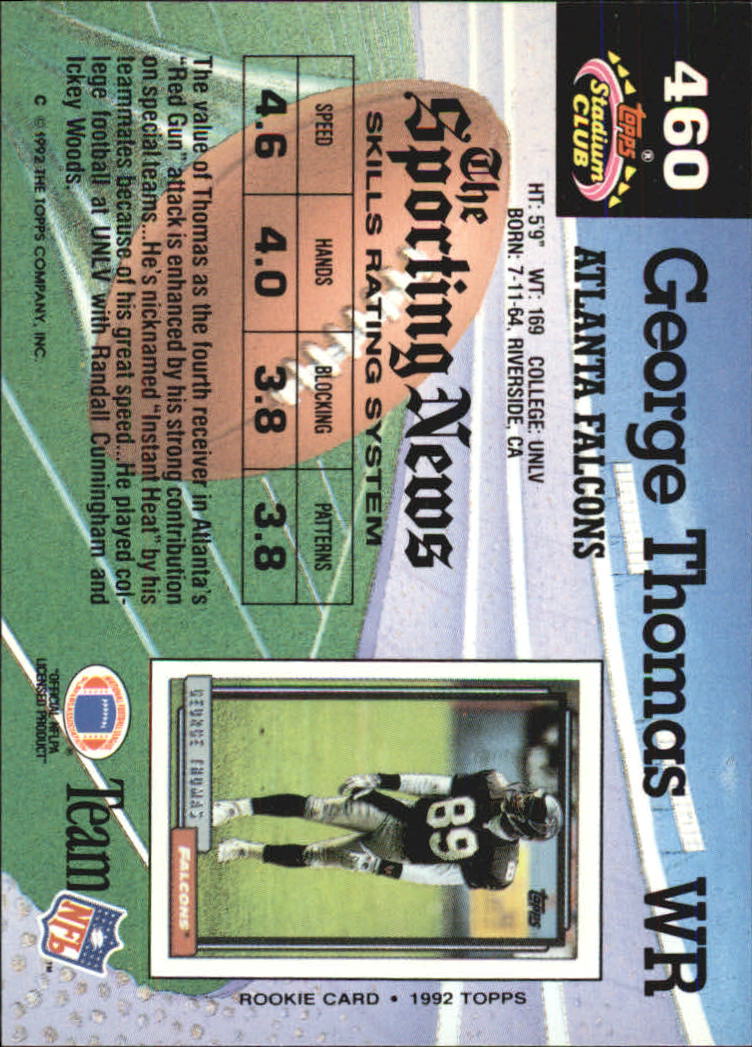 460
George Thomas WR
topps®
Stadium
CLUB
ATLANTA FALCONS
HT: 5'9" WT: 169 COLLEGE: UNLV
BORN: 7-11-64, RIVERSIDE, CA
The
Sporting News
SKILLS RATING SYSTEM
SPEED HANDS BLOCKING PATTERNS
4.6 4.0 3.8 3.8
The value of Thomas as the fourth receiver in Atlanta's
"Red Gun" attack is enhanced by his strong contribution
on special teams...He's nicknamed "Instant Heat" by his
teammates because of his great speed...He played col-
lege football at UNLV with Randall Cunningham and
Ickey Woods.
C © 1992 THE TOPPS COMPANY, INC.
topps
89
GEORGE THOMAS
FALCONS
ROOKIE CARD • 1992 TOPPS
"OFFICIAL NFLPA
LICENSED PRODUCT"
Team
NFL™